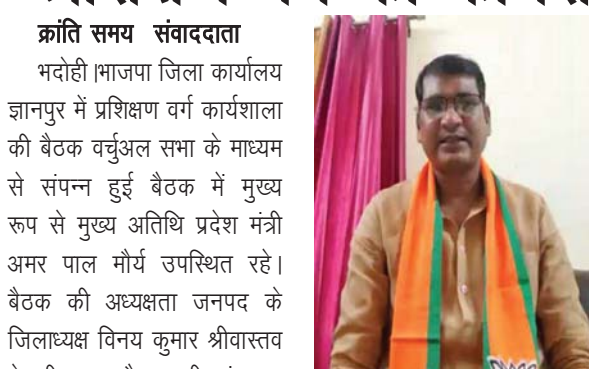 क्रांति समय संवाददाता
भदोही।भाजपा जिला कार्यालय
ज्ञानपुर में प्रशिक्षण वर्ग कार्यशाला
की बैठक वर्चुअल सभा के माध्यम
से संपन्न हुई बैठक में मुख्य
रूप से मुख्य अतिथि प्रदेश मंत्री
अमर पाल मौर्य उपस्थित रहे।
बैठक की अध्यक्षता जनपद के
जिलाध्यक्ष विनय कुमार श्रीवास्तव